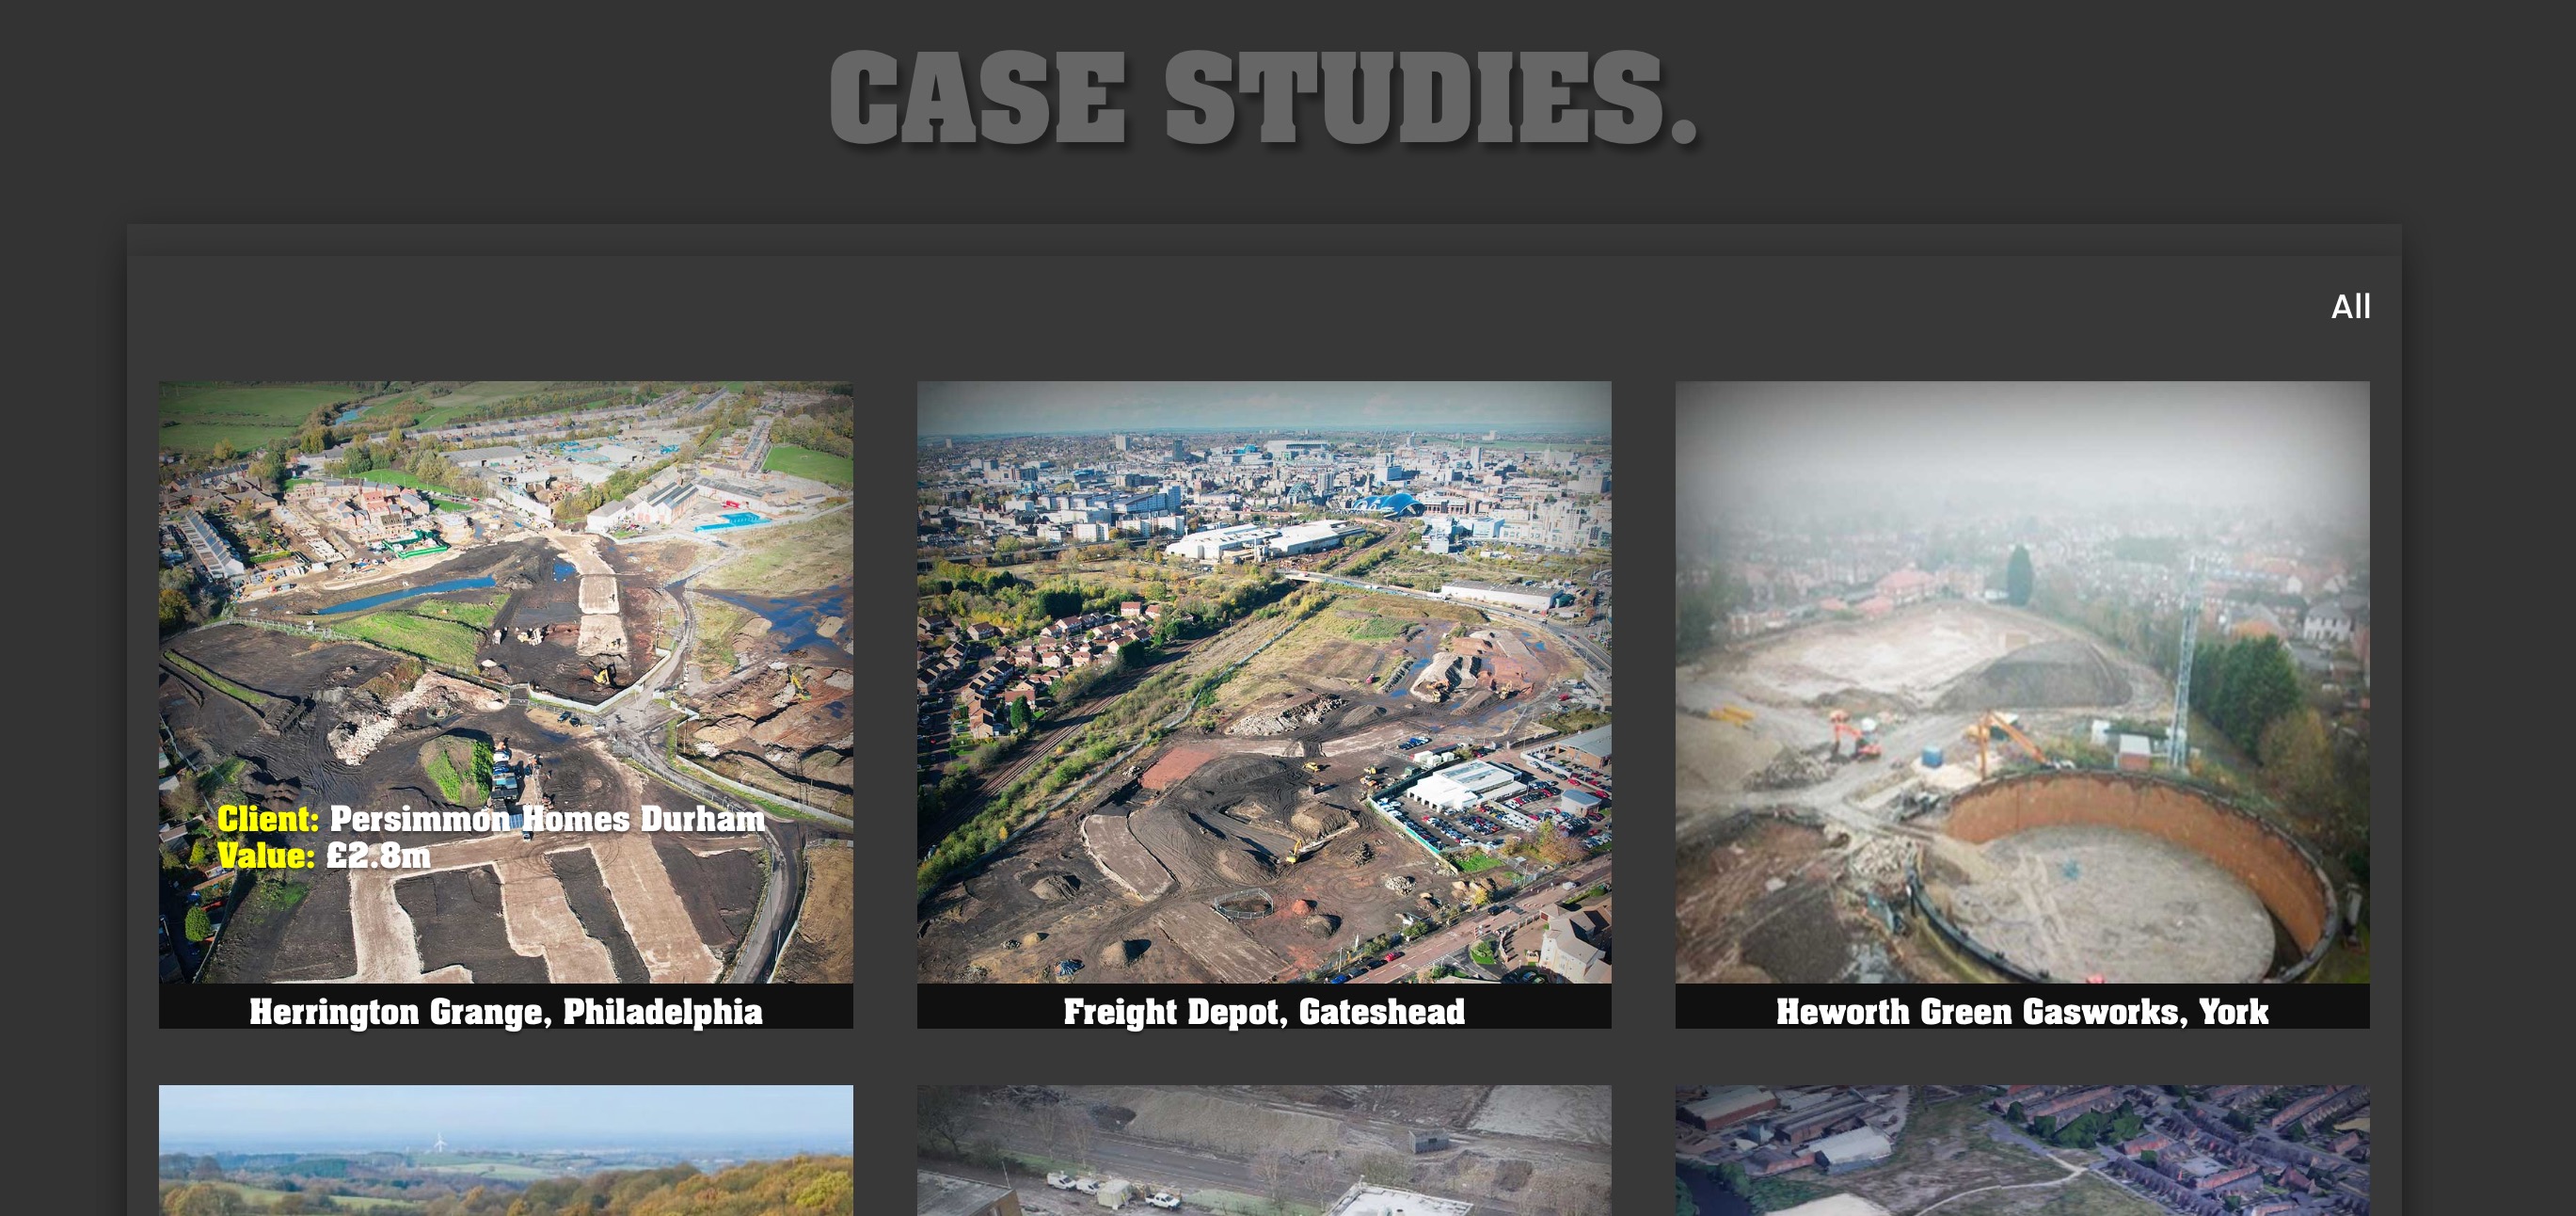 CASE STUDIES.
All
Client: Persimmon Homes Durham
Value: £2.8m
Herrington Grange, Philadelphia
Freight Depot, Gateshead
Heworth Green Gasworks, York